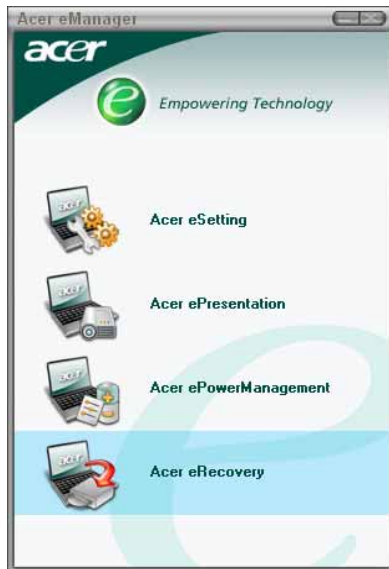 Acer eManager
acer
e Empowering Technology
Acer eSetting
Acer ePresentation
Acer ePowerManagement
Acer eRecovery